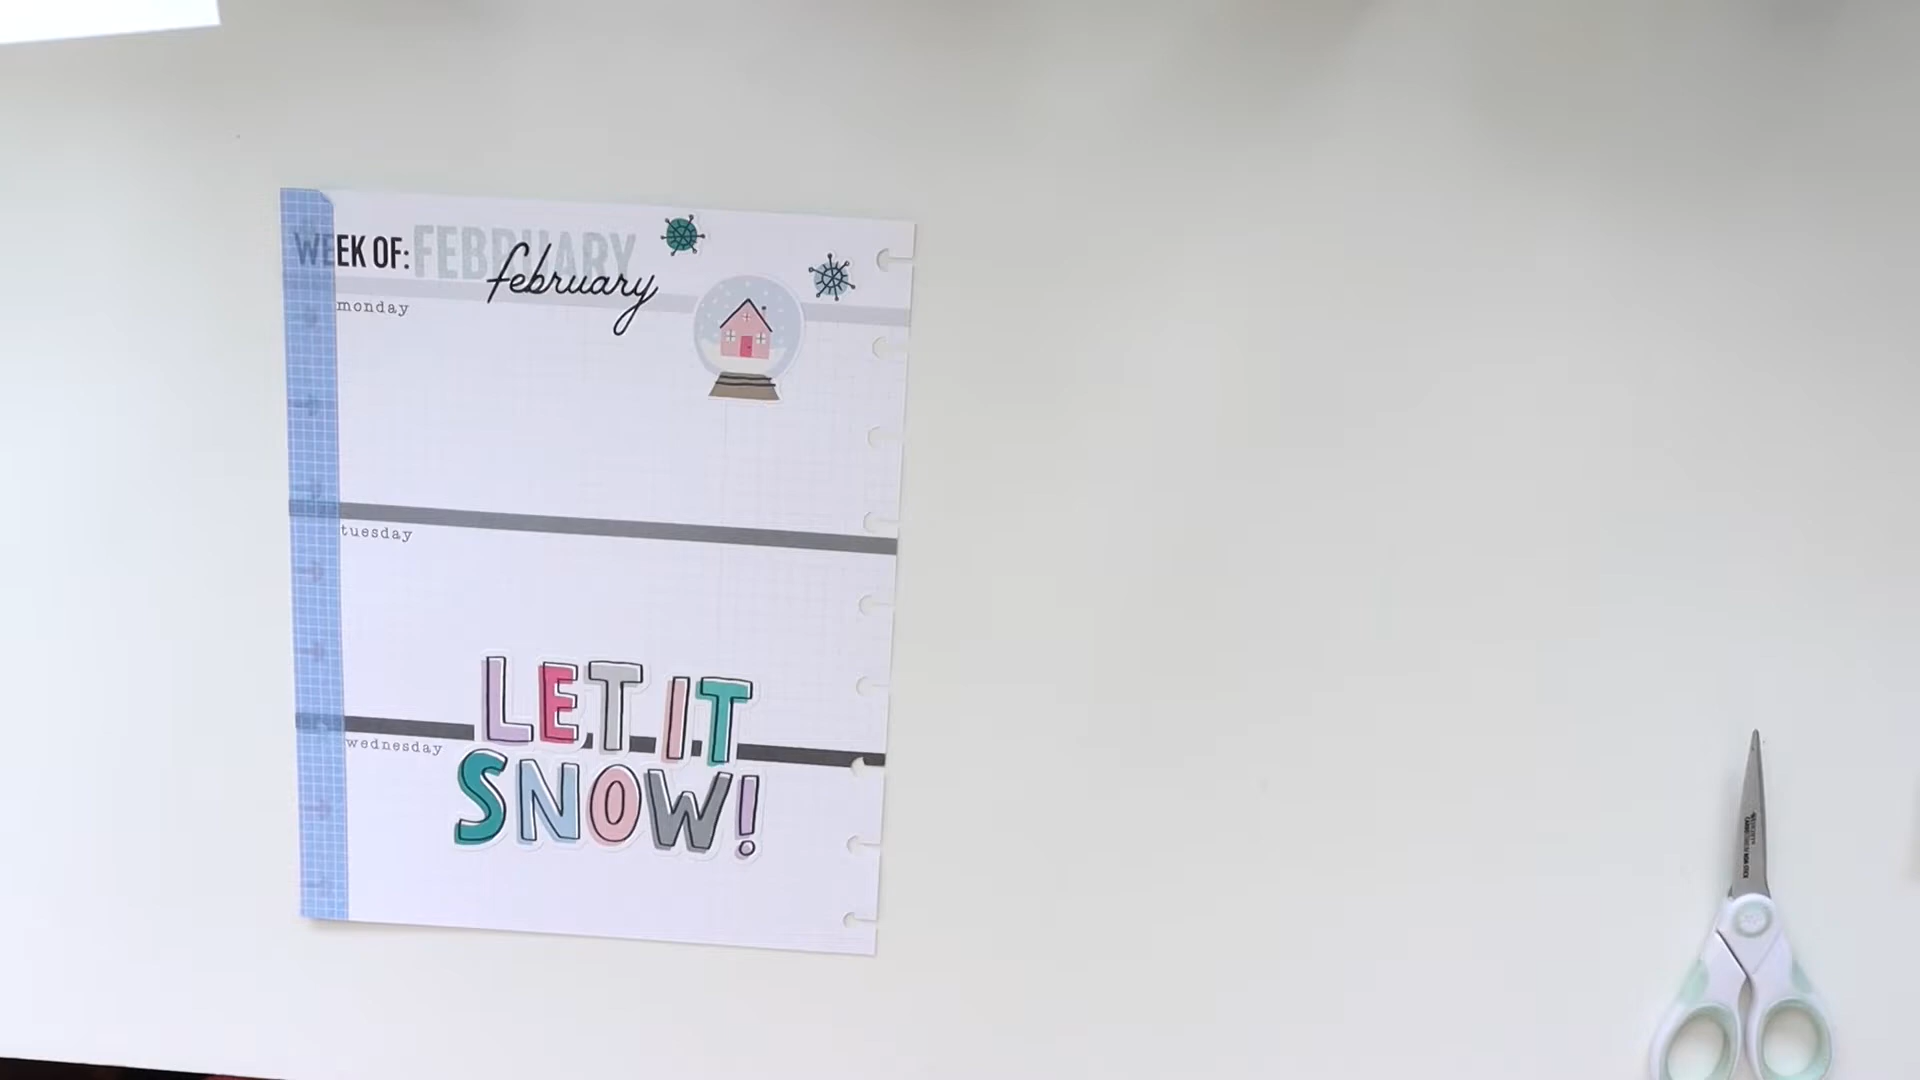 WEEK OF: FEBRUARY
february
monday
tuesday
wednesday
LET IT
SNOW!